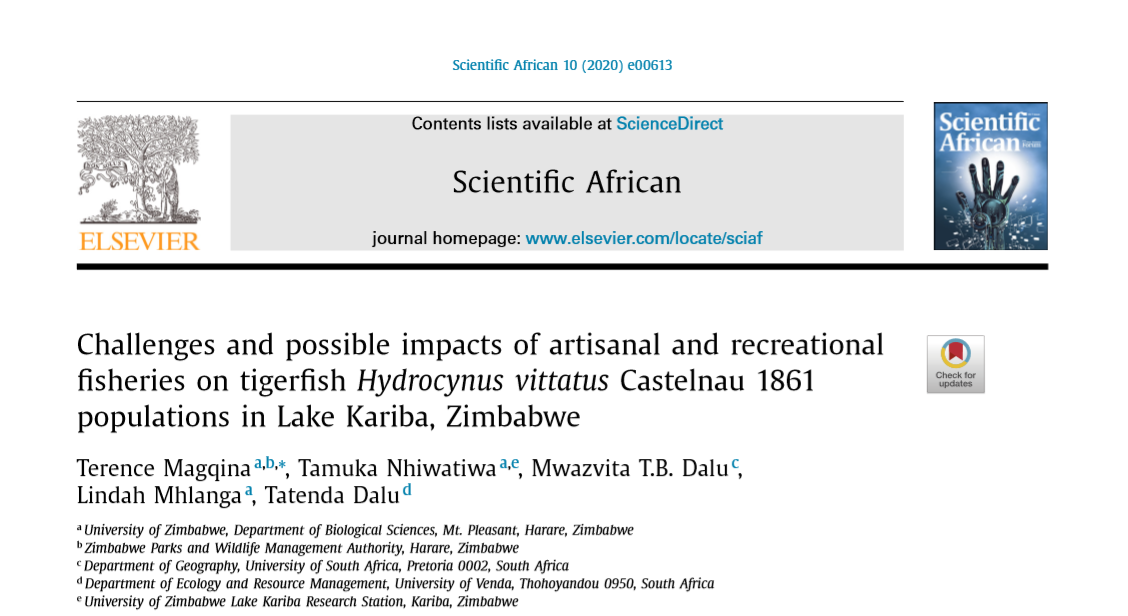 Scientific African 10 (2020) e00613
Contents lists available at ScienceDirect
Scientific African
journal homepage: www.elsevier.com/locate/sciaf
ELSEVIER
Scientific
African
Challenges and possible impacts of artisanal and recreational
fisheries on tigerfish Hydrocynus vittatus Castelnau 1861
populations in Lake Kariba, Zimbabwe
Check for
updates
Terence Magqina a,b,*, Tamuka Nhiwatiwa a,e, Mwazvita T.B. Dalu c,
Lindah Mhlanga a, Tatenda Dalu d
a University of Zimbabwe, Department of Biological Sciences, Mt. Pleasant, Harare, Zimbabwe
b Zimbabwe Parks and Wildlife Management Authority, Harare, Zimbabwe
c Department of Geography, University of South Africa, Pretoria 0002, South Africa
d Department of Ecology and Resource Management, University of Venda, Thohoyandou 0950, South Africa
e University of Zimbabwe Lake Kariba Research Station, Kariba, Zimbabwe